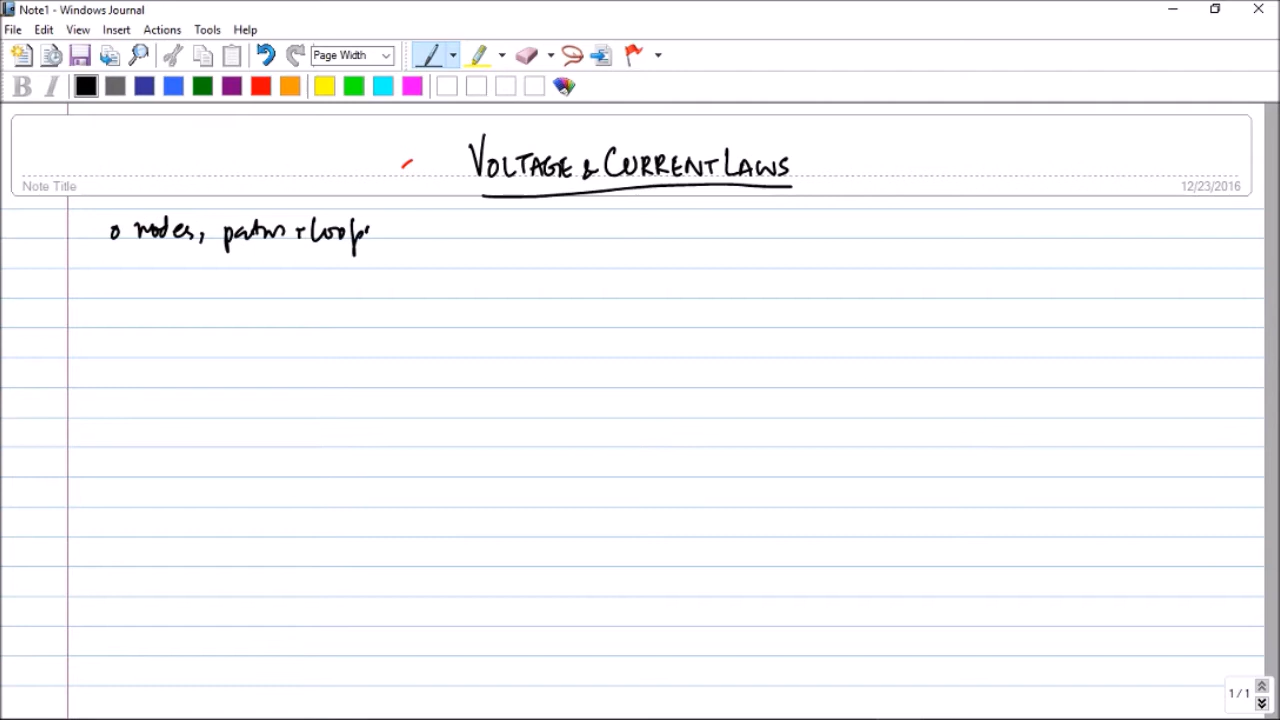 Note1 - Windows Journal
File Edit View Insert Actions Tools Help
Page Width
B I
VOLTAGE & CURRENT LAWS
Note Title
12/23/2016
o nodes, paths + loops
1 / 1